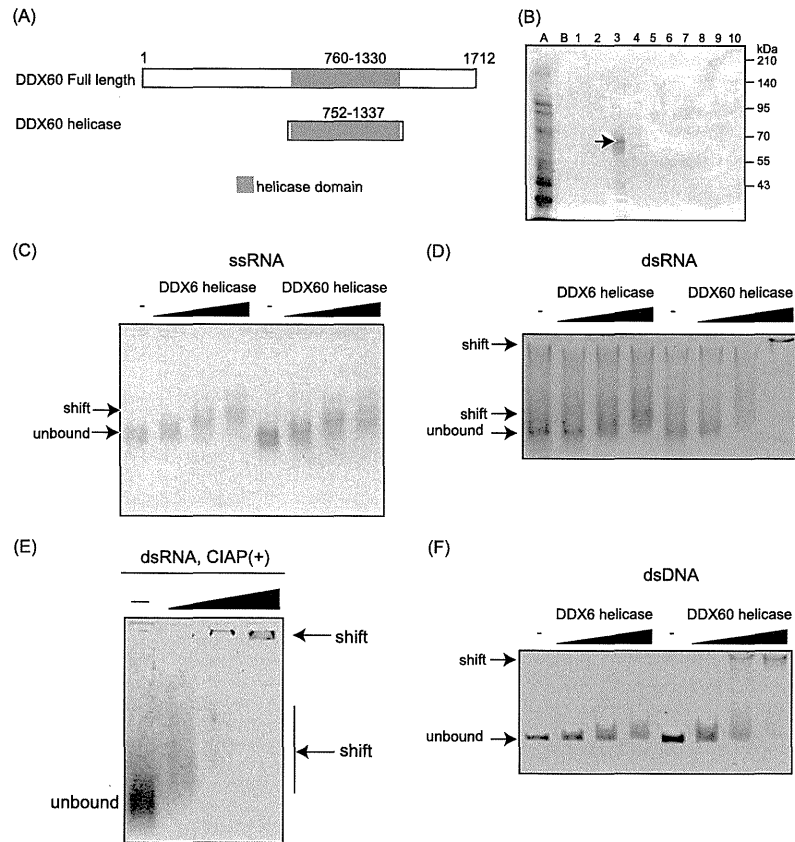 (A)
1 760-1330 1712
DDX60 Full length
752-1337
DDX60 helicase
helicase domain
(B)
A B 1 2 3 4 5 6 7 8 9 10 kDa
210
140
95
70
55
43
(C)
ssRNA
- DDX6 helicase - DDX60 helicase
shift
unbound
(D)
dsRNA
- DDX6 helicase - DDX60 helicase
shift
shift
unbound
(E)
dsRNA, CIAP(+)
—
shift
shift
unbound
(F)
dsDNA
- DDX6 helicase - DDX60 helicase
shift
unbound